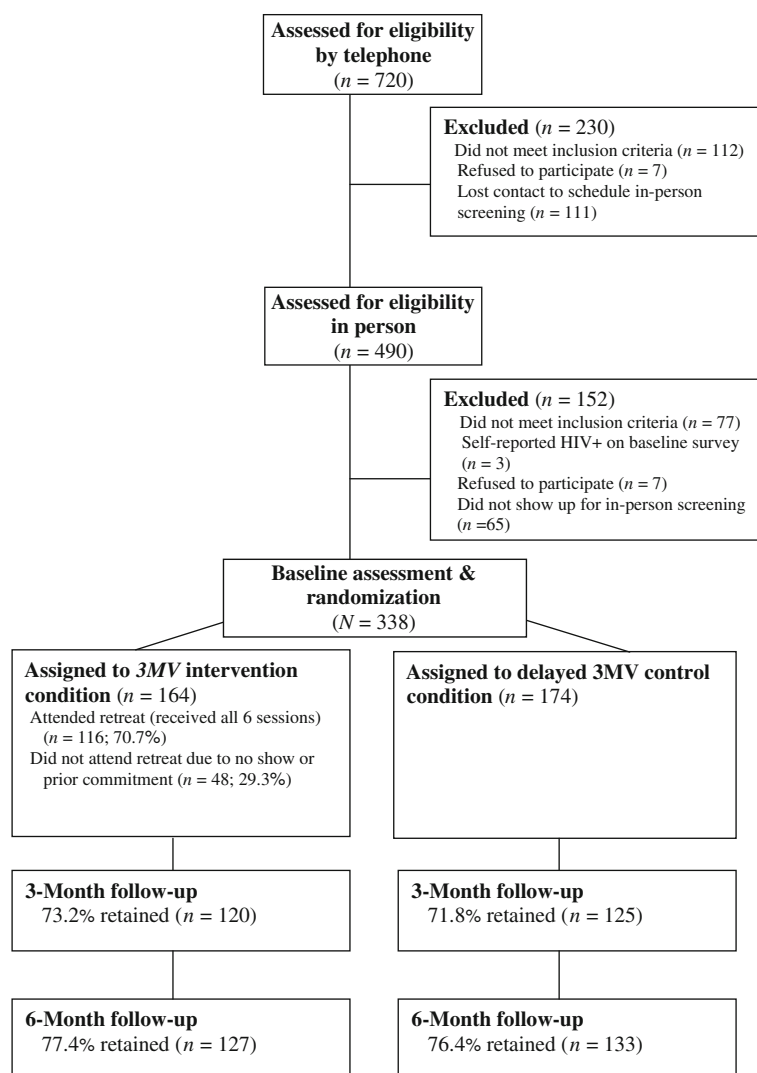 Assessed for eligibility
by telephone
(n = 720)
Excluded (n = 230)
Did not meet inclusion criteria (n = 112)
Refused to participate (n = 7)
Lost contact to schedule in-person
screening (n = 111)
Assessed for eligibility
in person
(n = 490)
Excluded (n = 152)
Did not meet inclusion criteria (n = 77)
Self-reported HIV+ on baseline survey
(n = 3)
Refused to participate (n = 7)
Did not show up for in-person screening
(n =65)
Baseline assessment &
randomization
(N = 338)
Assigned to 3MV intervention
condition (n = 164)
Attended retreat (received all 6 sessions)
(n = 116; 70.7%)
Did not attend retreat due to no show or
prior commitment (n = 48; 29.3%)
Assigned to delayed 3MV control
condition (n = 174)
3-Month follow-up
73.2% retained (n = 120)
3-Month follow-up
71.8% retained (n = 125)
6-Month follow-up
77.4% retained (n = 127)
6-Month follow-up
76.4% retained (n = 133)